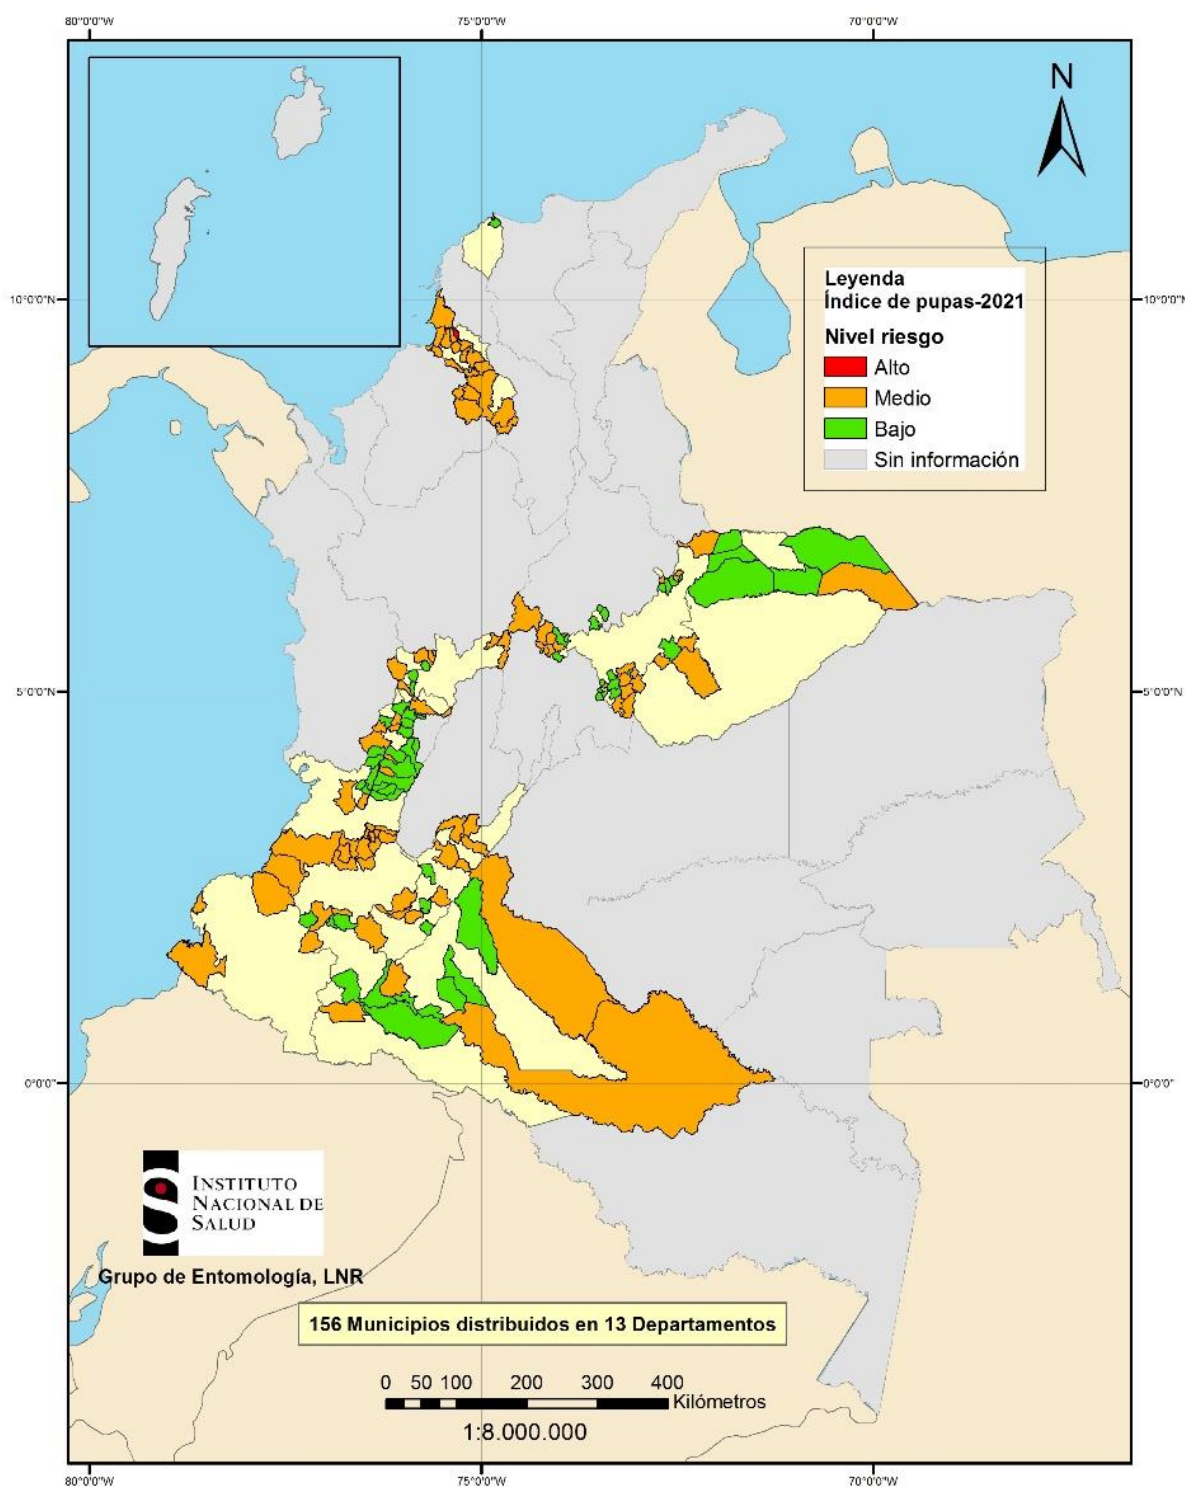 80°0'0"W 75°0'0"W 70°0'0"W
N
Leyenda
Índice de pupas-2021
Nivel riesgo
Alto
Medio
Bajo
Sin información
10°0'0"N 10°0'0"N
5°0'0"N 5°0'0"N
0°0'0" 0°0'0"
INSTITUTO
NACIONAL DE
SALUD
Grupo de Entomología, LNR
156 Municipios distribuidos en 13 Departamentos
0 50 100 200 300 400
Kilómetros
1:8.000.000
80°0'0"W 75°0'0"W 70°0'0"W